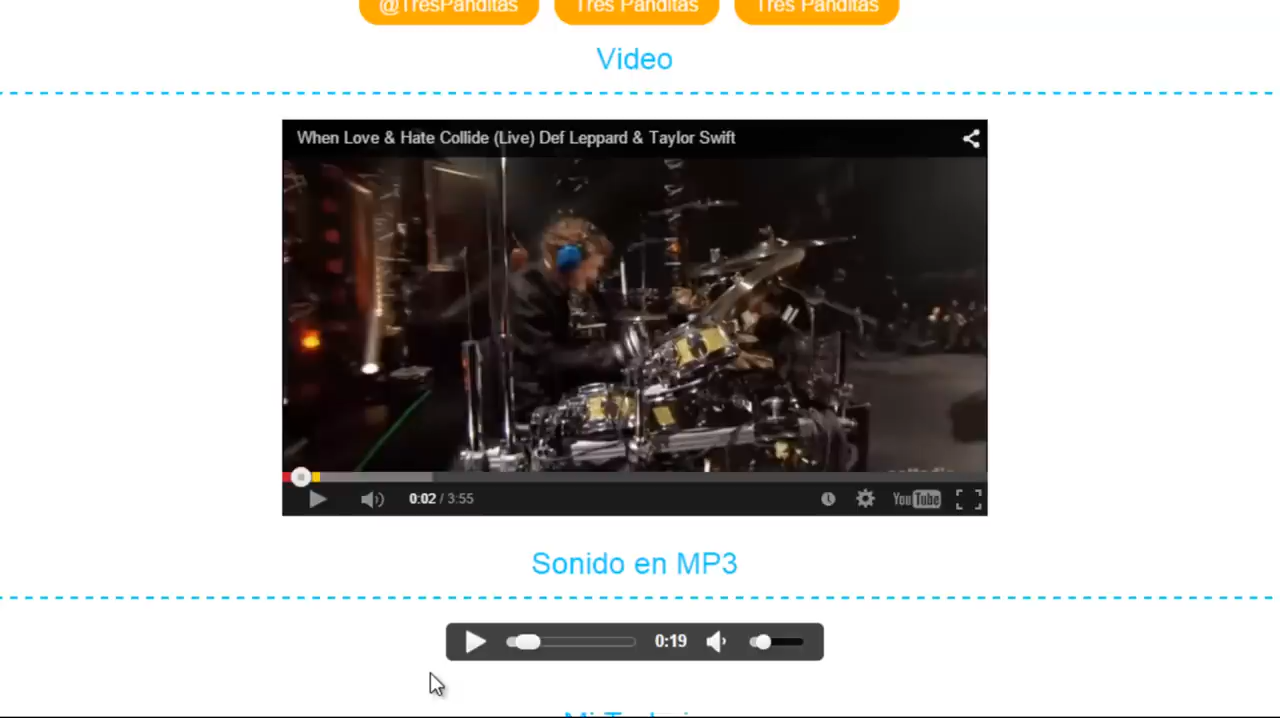 @TresPanditas Tres Panditas Tres Panditas
Video
When Love & Hate Collide (Live) Def Leppard & Taylor Swift
0:02 / 3:55 YouTube
Sonido en MP3
0:19